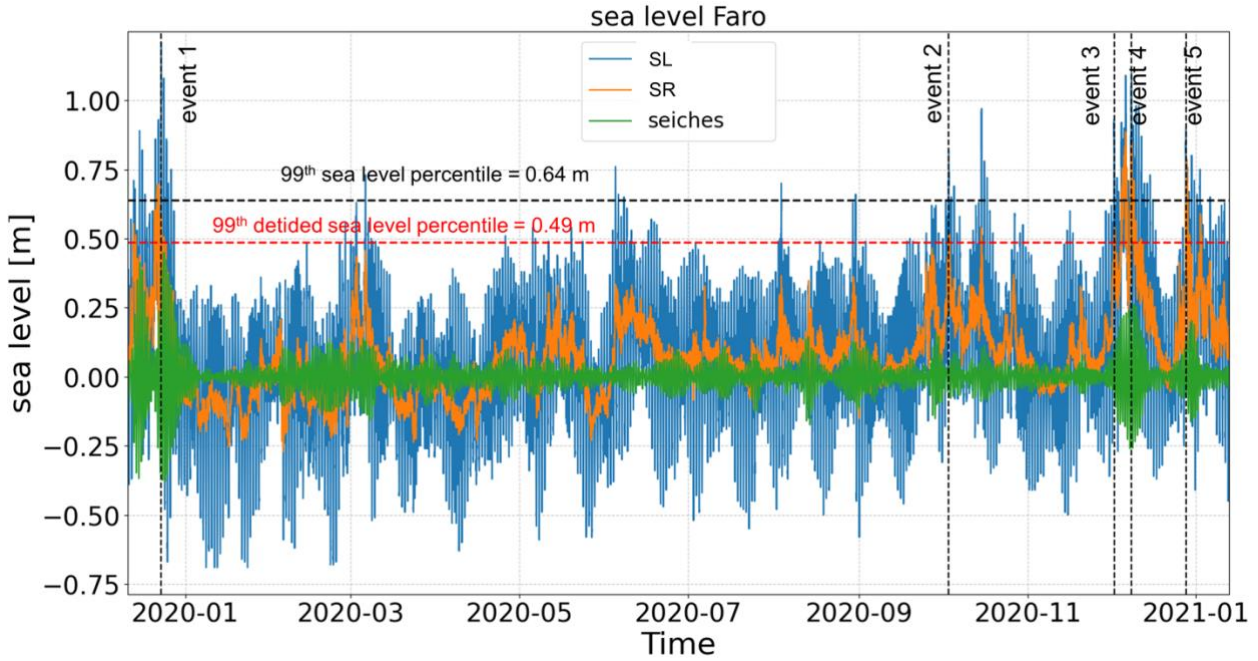 sea level Faro
SL
SR
seiches
event 1
event 2
event 3
event 4
event 5
99th sea level percentile = 0.64 m
99th detided sea level percentile = 0.49 m
sea level [m]
1.00
0.75
0.50
0.25
0.00
−0.25
−0.50
−0.75
2020-01
2020-03
2020-05
2020-07
2020-09
2020-11
2021-01
Time